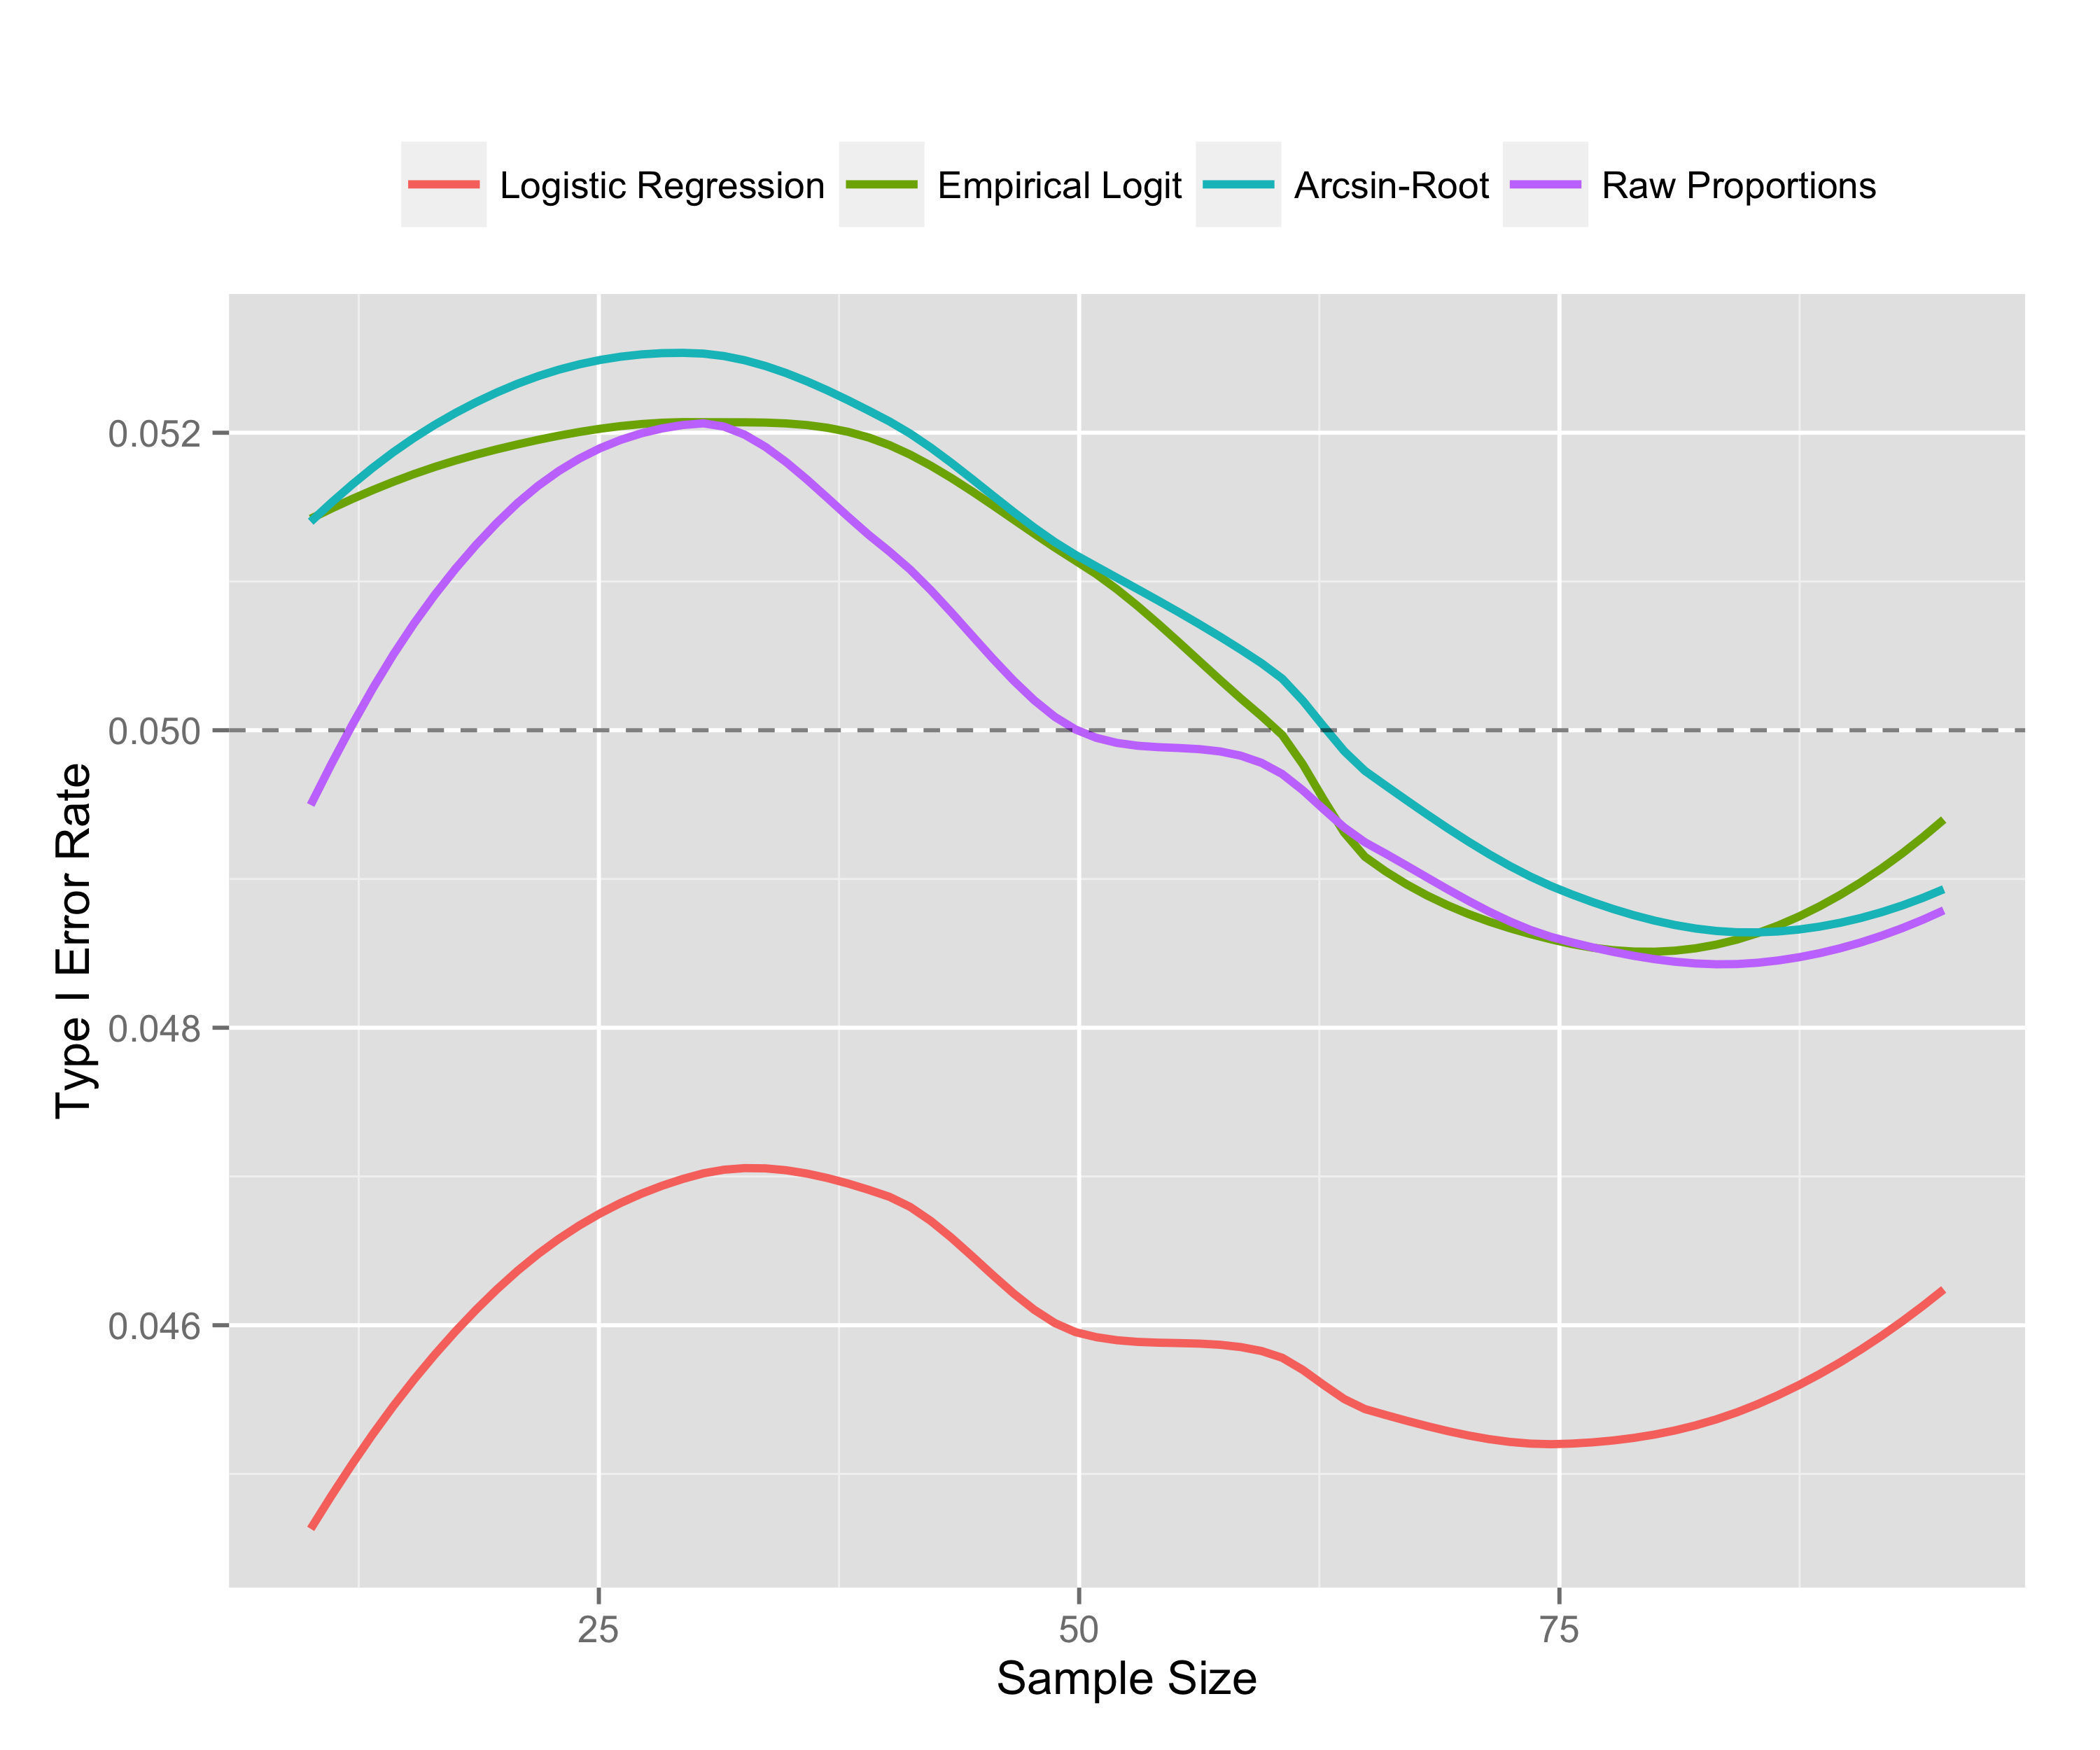 Logistic Regression Empirical Logit Arcsin-Root Raw Proportions
Type I Error Rate
0.052
0.050
0.048
0.046
25 50 75
Sample Size